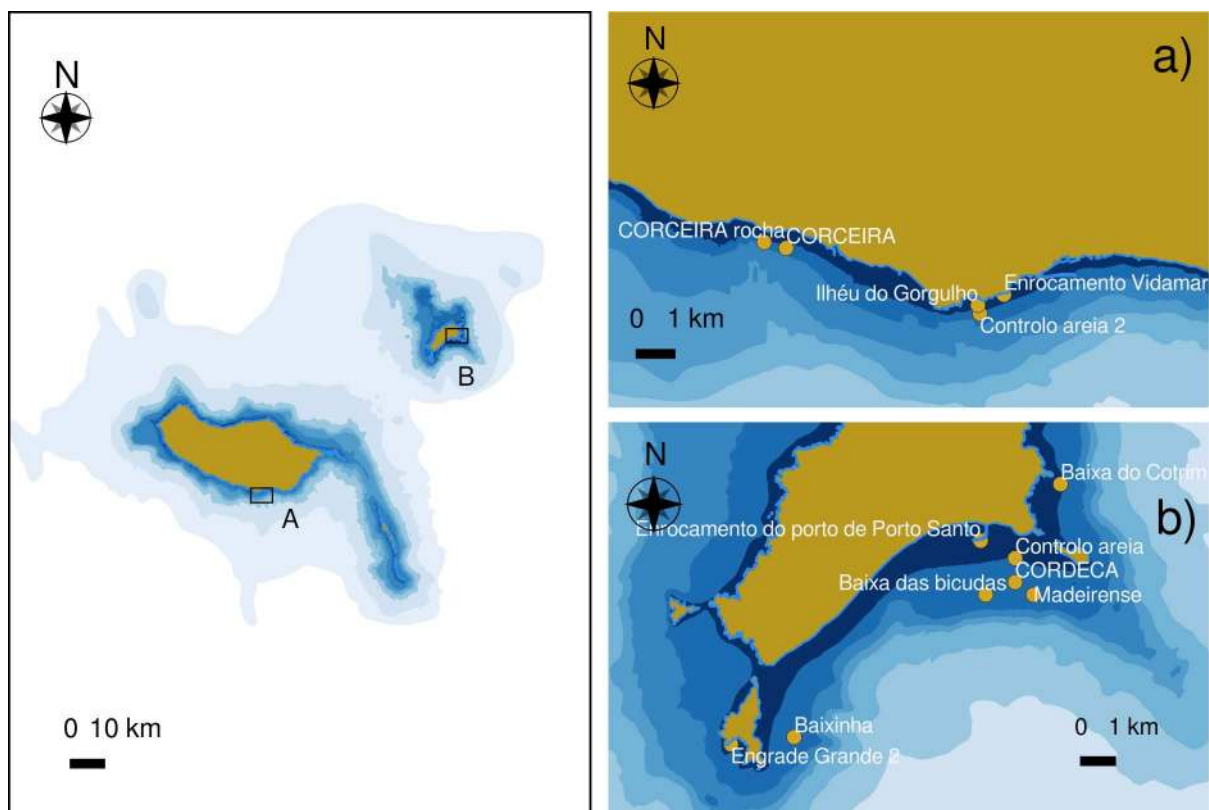 N
B
A
0 10 km
N
a)
CORCEIRA rocha
CORCEIRA
Ilhéu do Gorgulho
Enrocamento Vidamar
0 1 km
Controlo areia 2
N
Baixa do Cotrim
b)
Enrocamento do porto de Porto Santo
Controlo areia
CORDECA
Baixa das bicudas
Madeirense
Baixinha
0 1 km
Engrade Grande 2